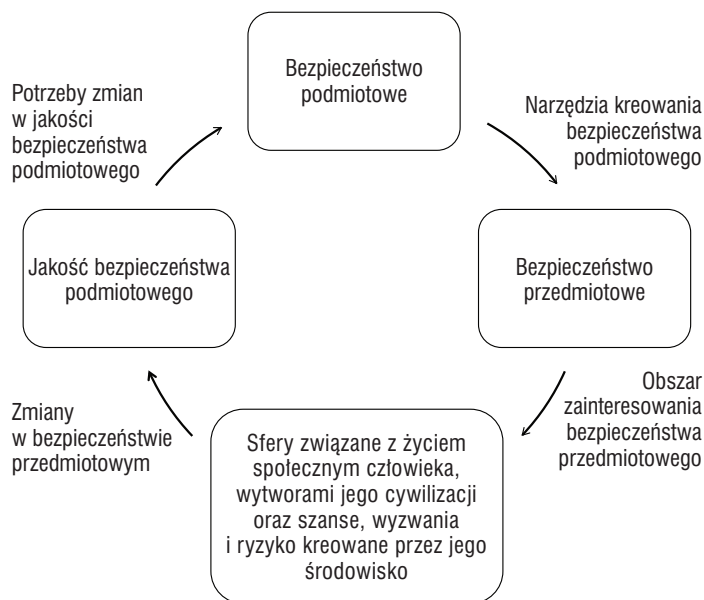 Bezpieczeństwo
podmiotowe
Potrzeby zmian
w jakości
bezpieczeństwa
podmiotowego
Narzędzia kreowania
bezpieczeństwa
podmiotowego
Jakość bezpieczeństwa
podmiotowego
Bezpieczeństwo
przedmiotowe
Zmiany
w bezpieczeństwie
przedmiotowym
Obszar
zainteresowania
bezpieczeństwa
przedmiotowego
Sfery związane z życiem
społecznym człowieka,
wytworami jego cywilizacji
oraz szanse, wyzwania
i ryzyko kreowane przez jego
środowisko